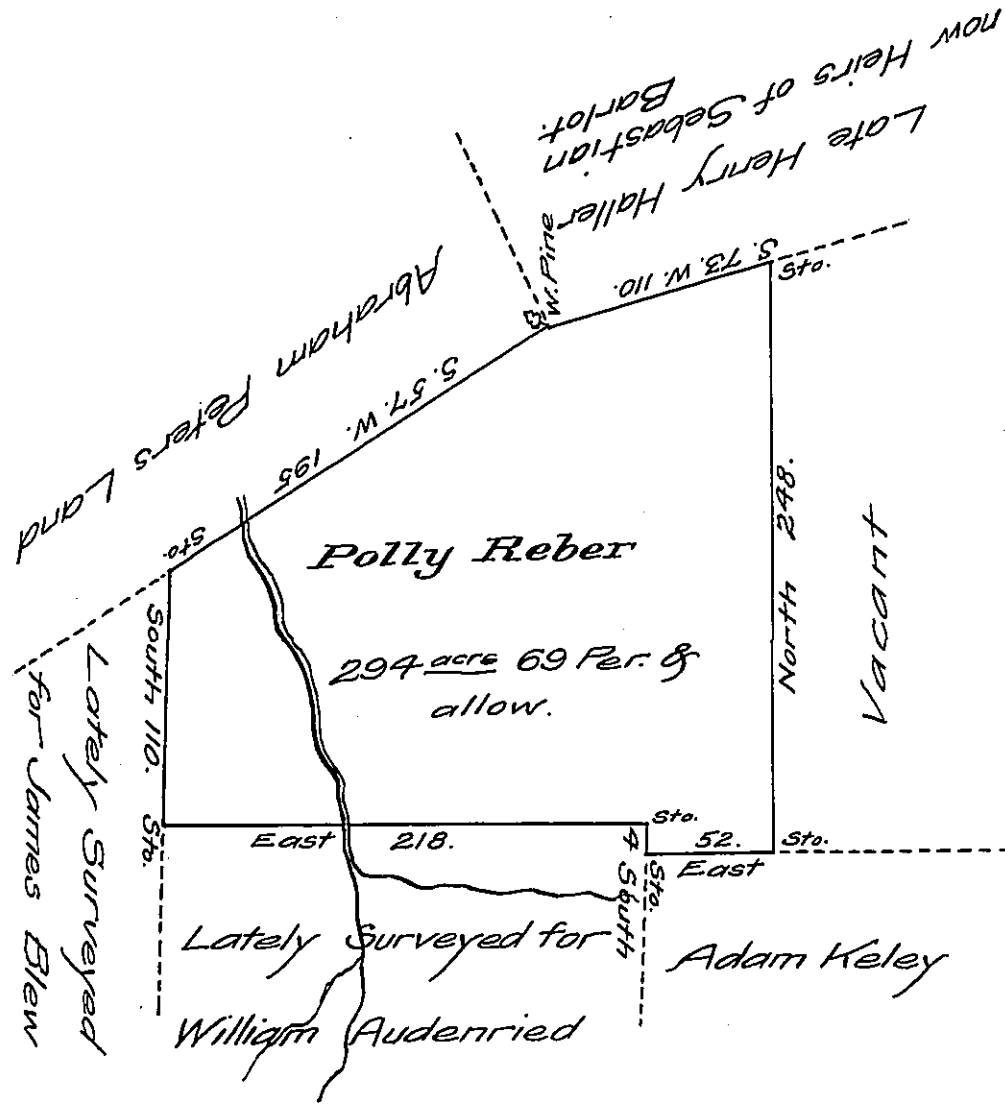 now Heirs of Sebastian
Barlot.
Late Henry Haller
W. Pine
S. 73. W. 110.
Sto.
Abraham Peters Land
S. 57. W. 195
Sto.
Polly Reber
294 acre 69 Per. &
allow.
North 248.
Vacant
South 110.
Sto.
Lately Surveyed
for James Blew
East 218.
Sto.
4 South
Sto.
52.
East
Sto.
Lately Surveyed for
William Audenried
Adam Keley